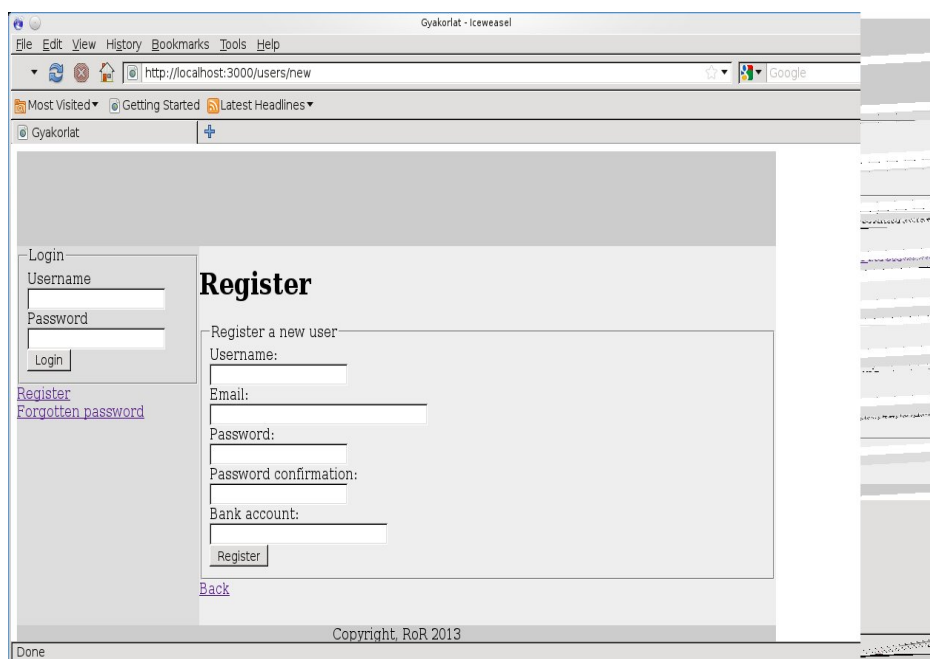 Gyakorlat - Iceweasel
File Edit View History Bookmarks Tools Help
http://localhost:3000/users/new
Google
Most Visited Getting Started Latest Headlines
Gyakorlat
Login
Username
Password
Login
Register
Forgotten password
Register
Register a new user
Username:
Email:
Password:
Password confirmation:
Bank account:
Register
Back
Copyright, RoR 2013
Done